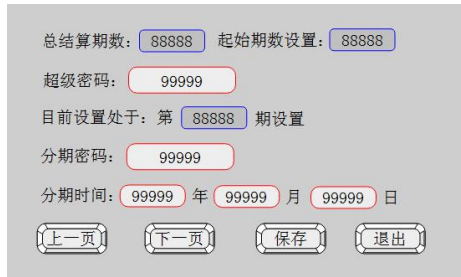 总结算期数: 88888 起始期数设置: 88888
超级密码: 99999
目前设置处于: 第 88888 期设置
分期密码: 99999
分期时间: 99999 年 99999 月 99999 日
上一页 下一页 保存 退出